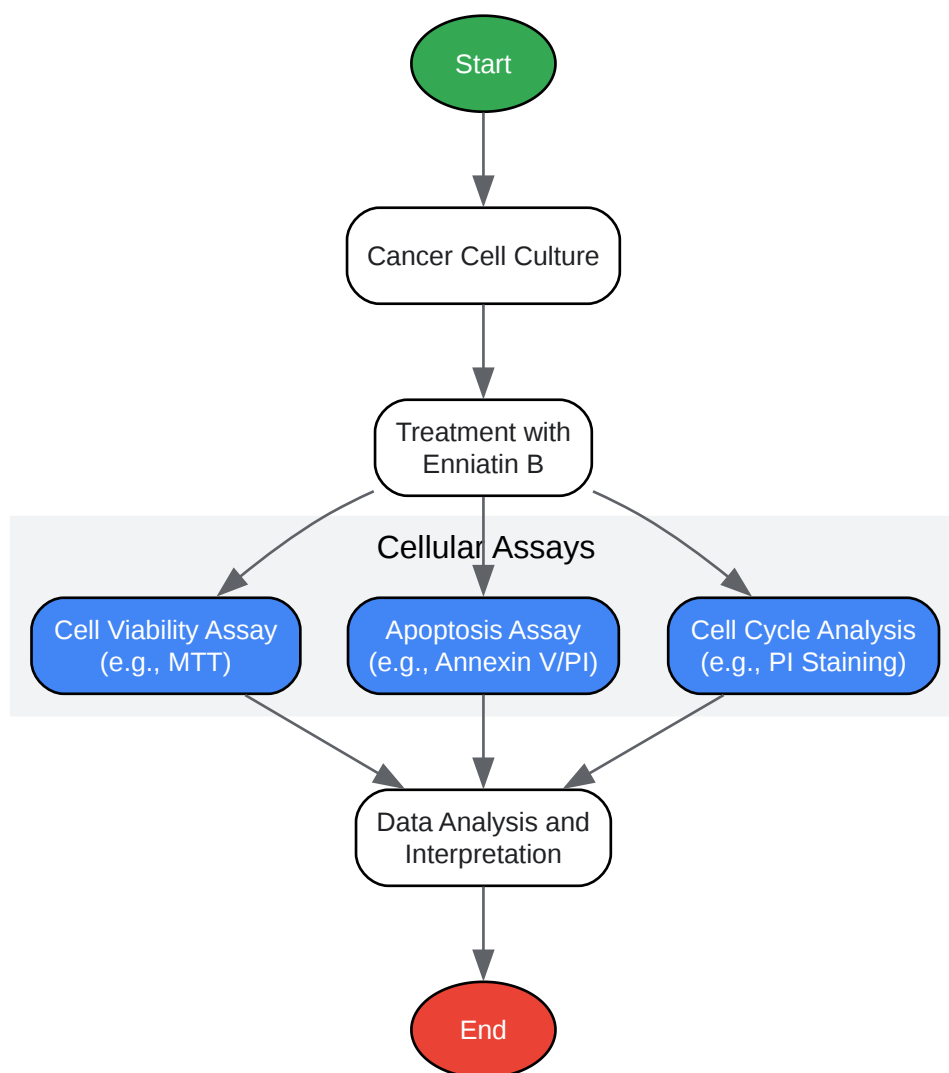 Start
Cancer Cell Culture
Treatment with
Enniatin B
Cellular Assays
Cell Viability Assay
(e.g., MTT)
Apoptosis Assay
(e.g., Annexin V/PI)
Cell Cycle Analysis
(e.g., PI Staining)
Data Analysis and
Interpretation
End